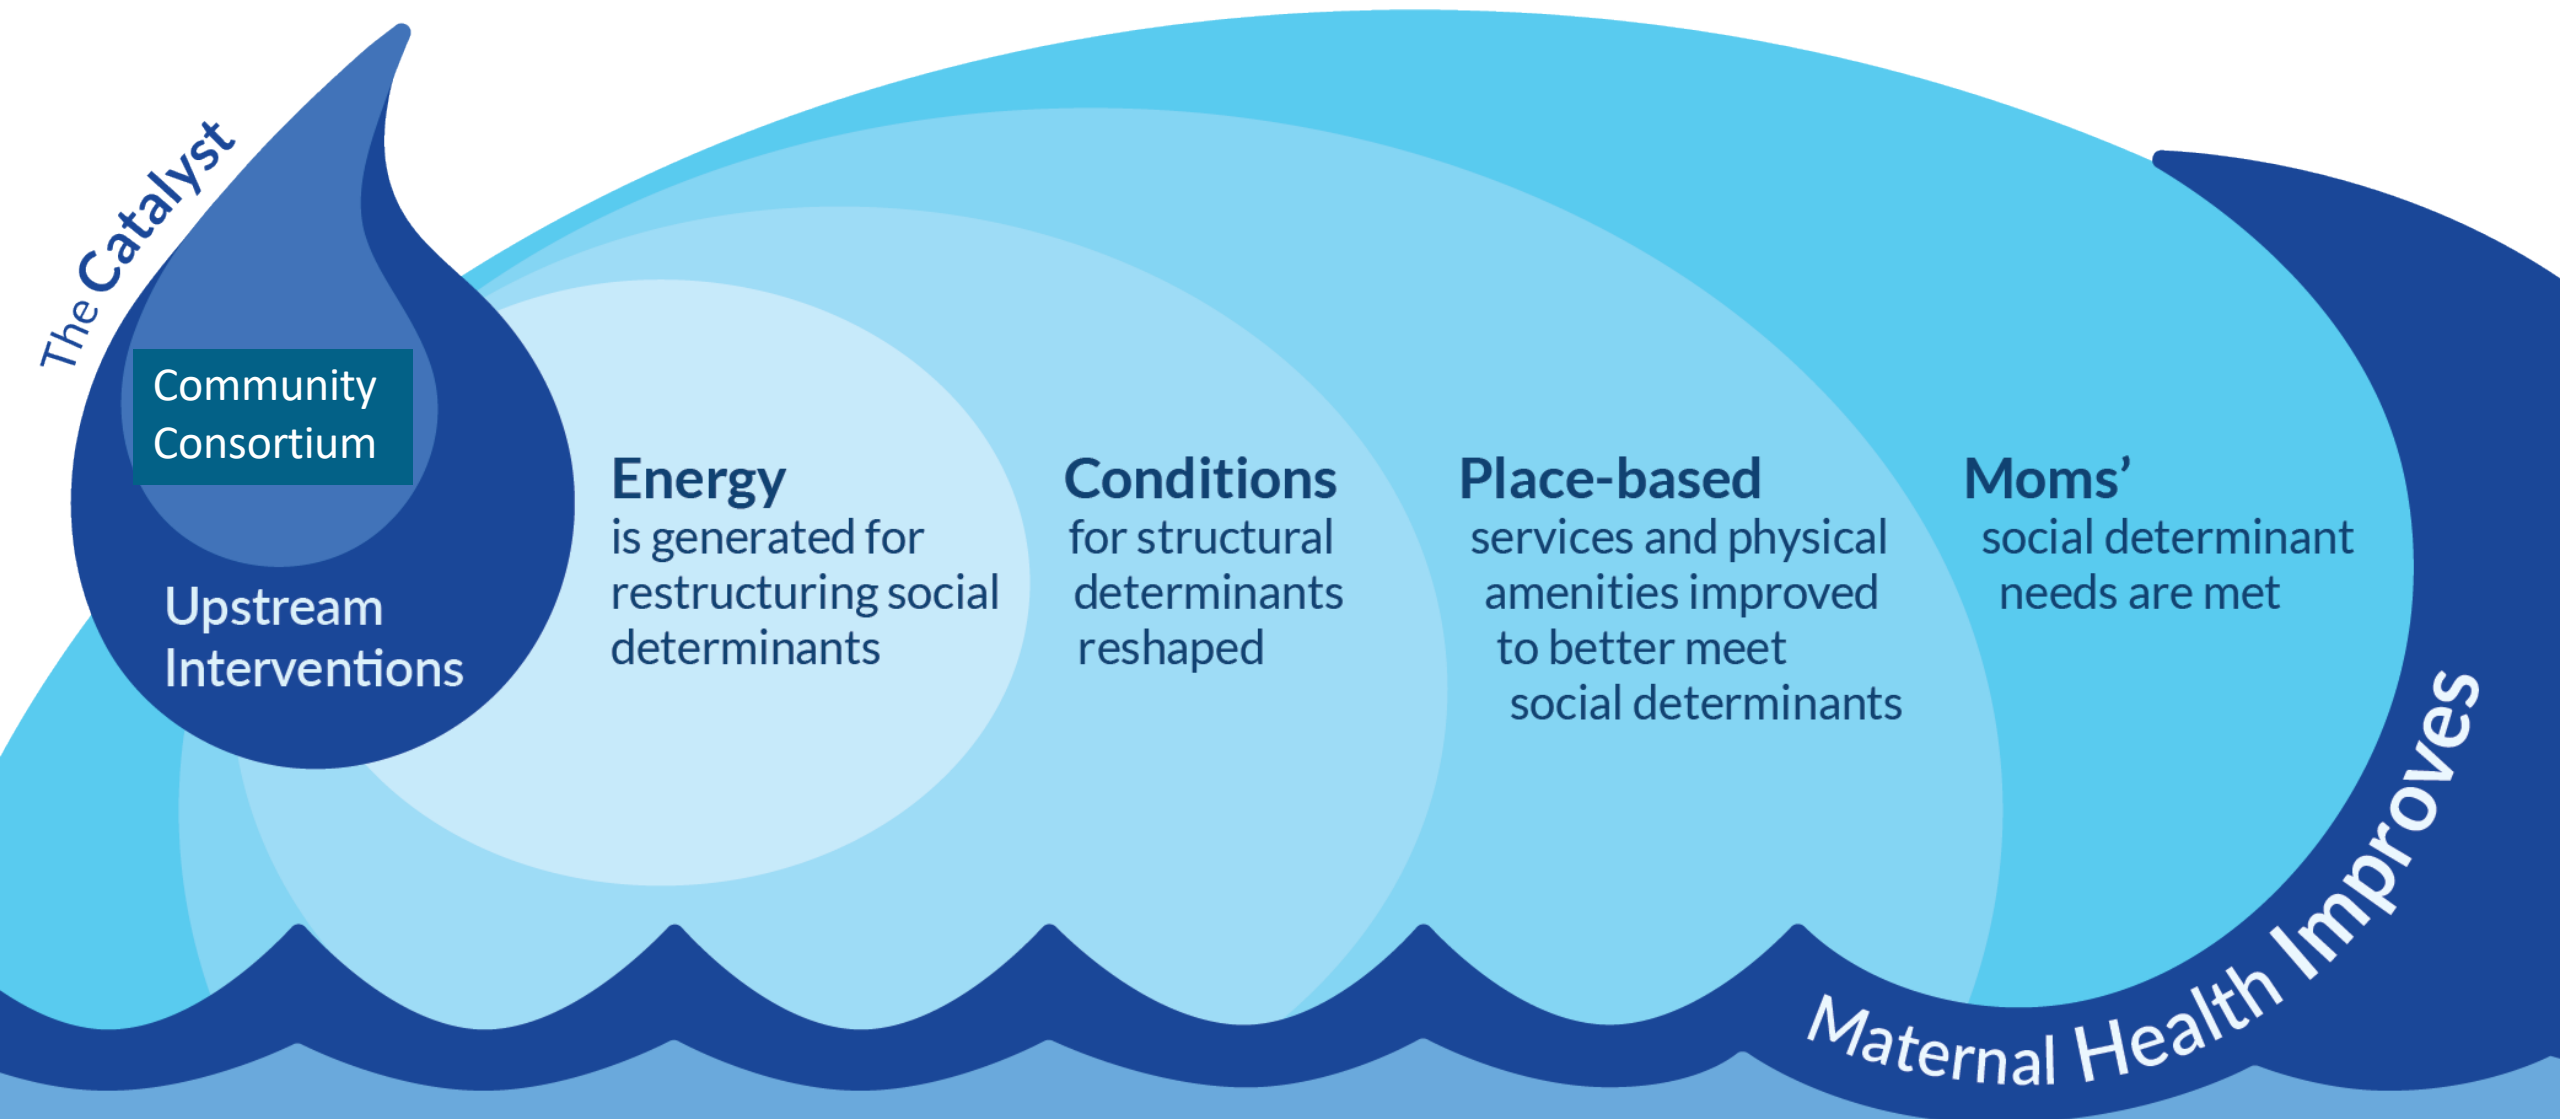 The Catalyst
Community
Consortium
Upstream
Interventions
Energy
is generated for
restructuring social
determinants
Conditions
for structural
determinants
reshaped
Place-based
services and physical
amenities improved
to better meet
social determinants
Moms’
social determinant
needs are met
Maternal Health Improves